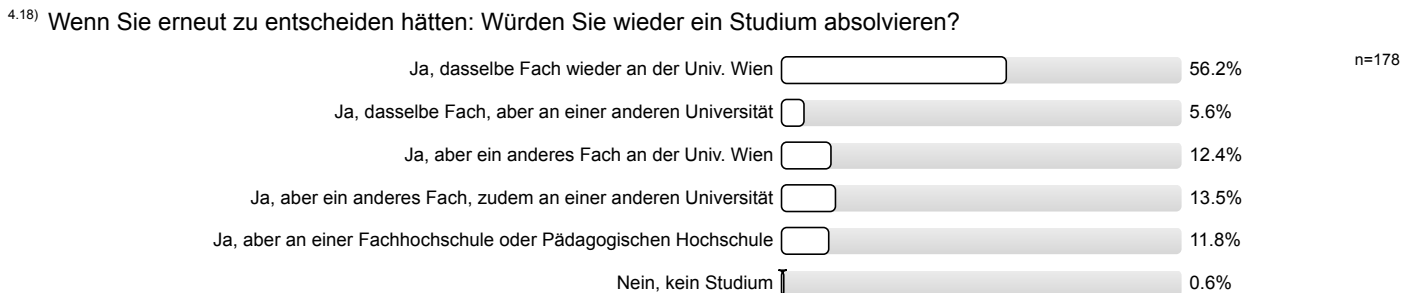 4.18) Wenn Sie erneut zu entscheiden hätten: Würden Sie wieder ein Studium absolvieren?
Ja, dasselbe Fach wieder an der Univ. Wien 56.2% n=178
Ja, dasselbe Fach, aber an einer anderen Universität 5.6%
Ja, aber ein anderes Fach an der Univ. Wien 12.4%
Ja, aber ein anderes Fach, zudem an einer anderen Universität 13.5%
Ja, aber an einer Fachhochschule oder Pädagogischen Hochschule 11.8%
Nein, kein Studium 0.6%